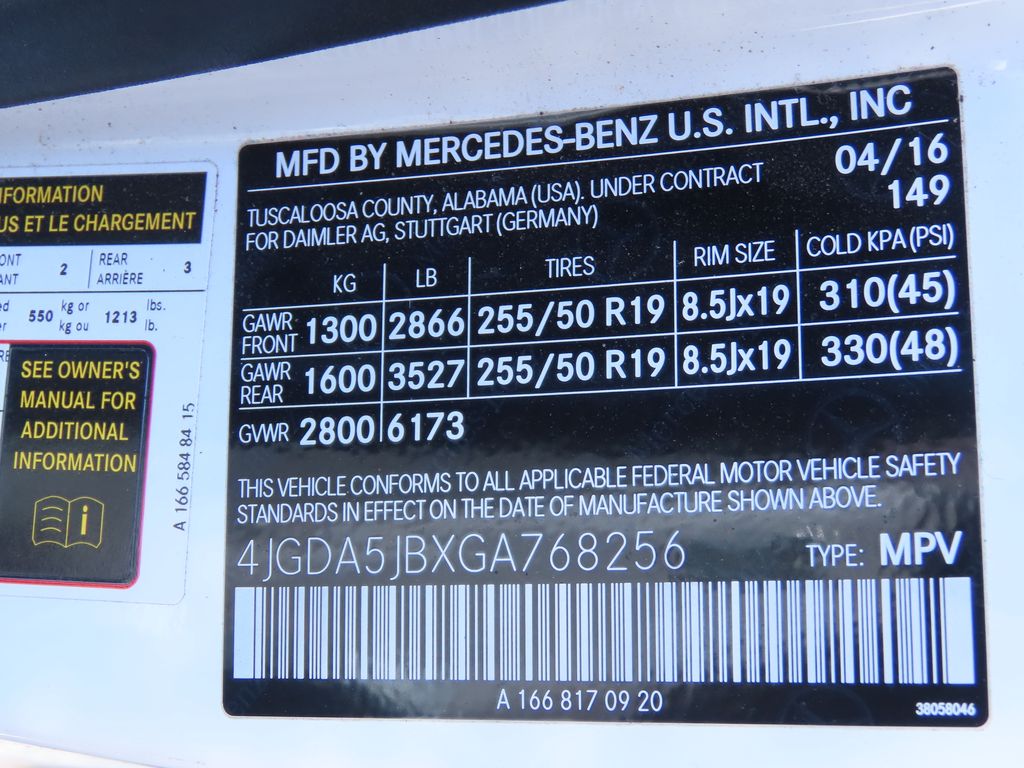 MFD BY MERCEDES-BENZ U.S. INTL., INC
TUSCALOOSA COUNTY, ALABAMA (USA). UNDER CONTRACT
FOR DAIMLER AG, STUTTGART (GERMANY)
04/16
149
KG LB TIRES RIM SIZE COLD KPA (PSI)
GAWR FRONT 1300 2866 255/50 R19 8.5Jx19 310(45)
GAWR REAR 1600 3527 255/50 R19 8.5Jx19 330(48)
GVWR 2800 6173
THIS VEHICLE CONFORMS TO ALL APPLICABLE FEDERAL MOTOR VEHICLE SAFETY
STANDARDS IN EFFECT ON THE DATE OF MANUFACTURE SHOWN ABOVE.
4JGDA5JBXGA768256 TYPE: MPV
A 166 817 09 20
38058046
ET LE CHARGEMENT
2 REAR ARRIÈRE 3
550 kg or kg ou 1213 lbs. lb.
SEE OWNER'S
MANUAL FOR
ADDITIONAL
INFORMATION
i
A 166 584 84 15